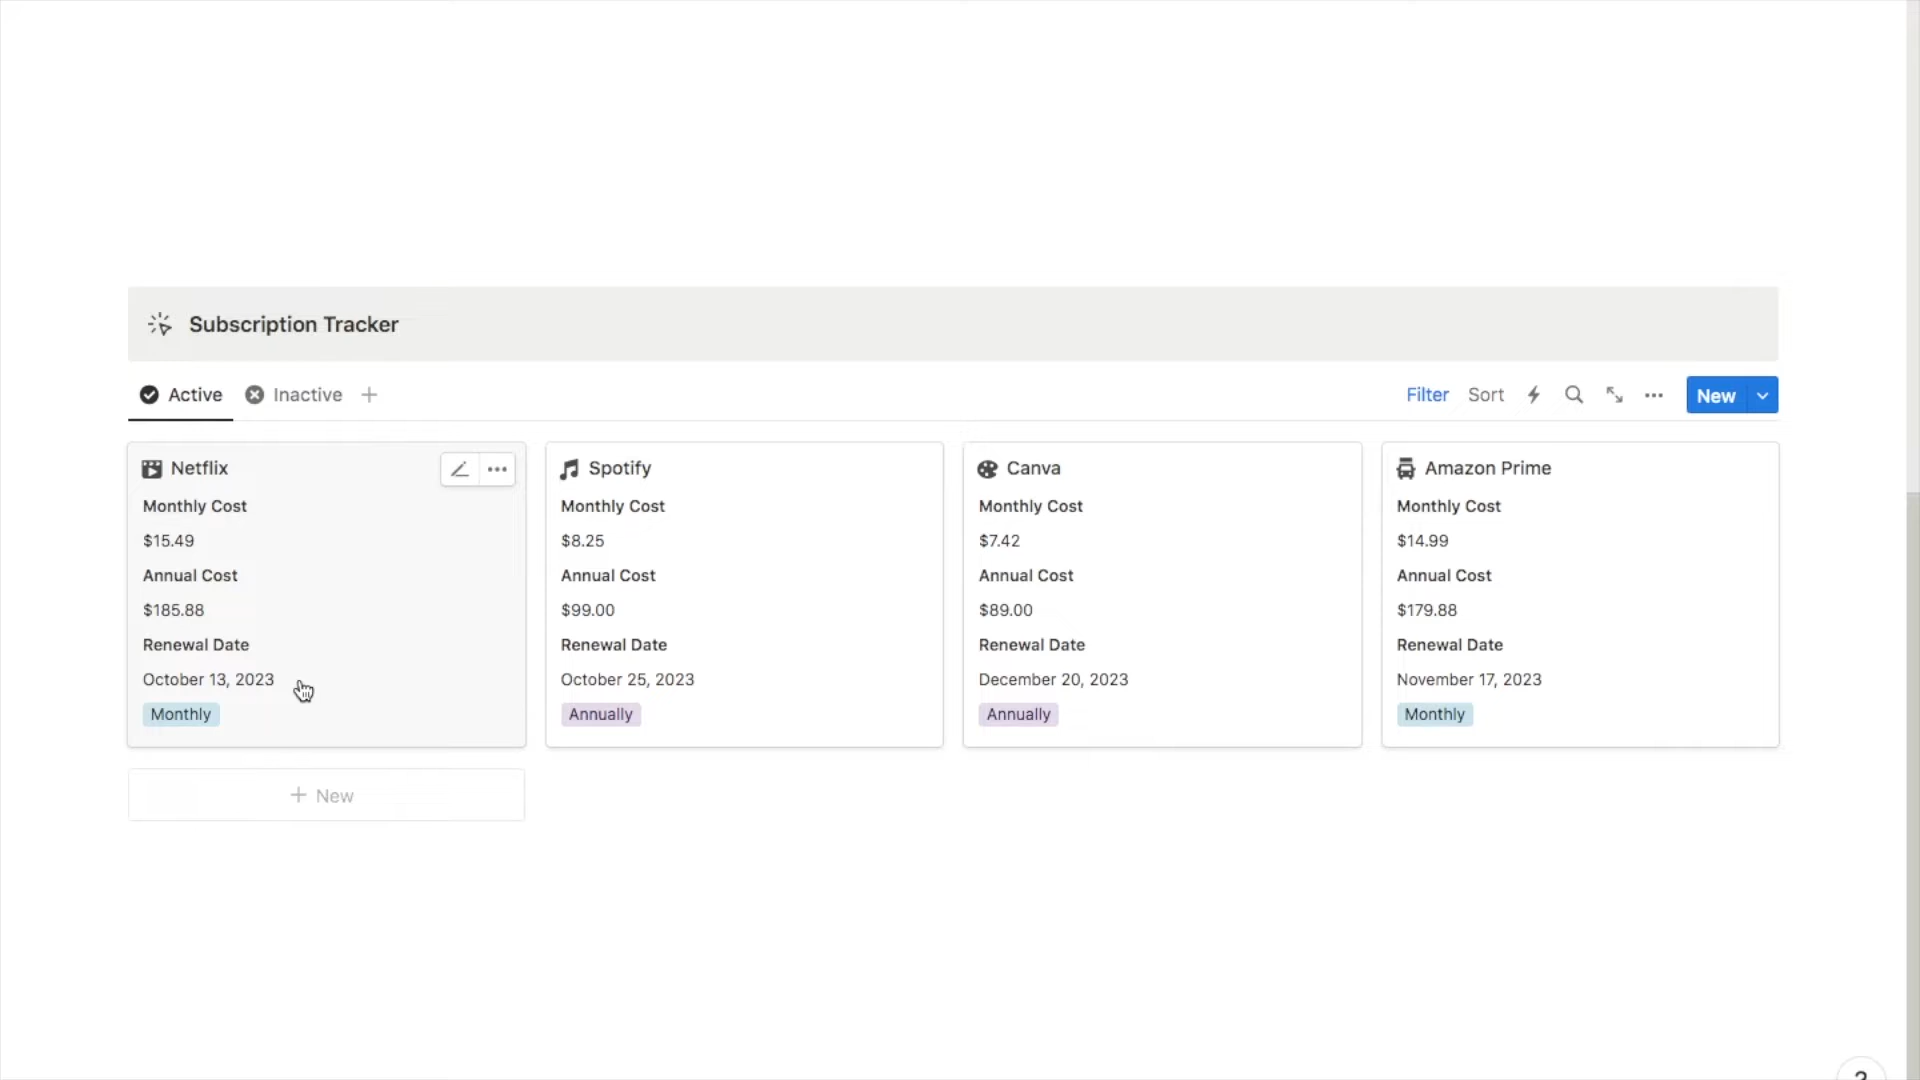 Subscription Tracker
Active Inactive
Filter Sort New
Netflix
Monthly Cost
$15.49
Annual Cost
$185.88
Renewal Date
October 13, 2023
Monthly
Spotify
Monthly Cost
$8.25
Annual Cost
$99.00
Renewal Date
October 25, 2023
Annually
Canva
Monthly Cost
$7.42
Annual Cost
$89.00
Renewal Date
December 20, 2023
Annually
Amazon Prime
Monthly Cost
$14.99
Annual Cost
$179.88
Renewal Date
November 17, 2023
Monthly
+ New
?